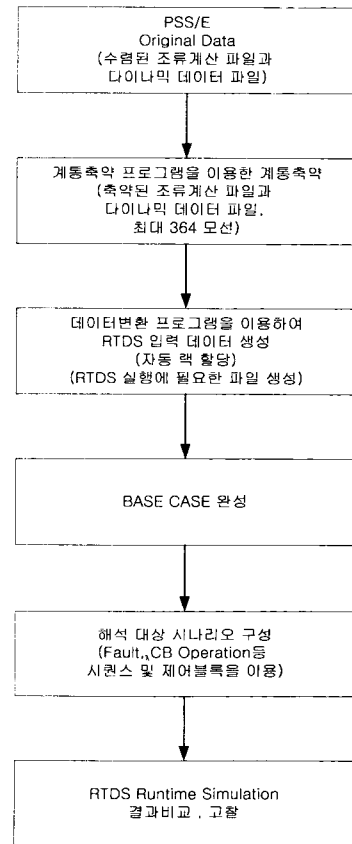 PSS/E
Original Data
(수렴된 조류계산 파일과
다이나믹 데이터 파일)
계통축약 프로그램을 이용한 계통축약
(축약된 조류계산 파일과
다이나믹 데이터 파일,
최대 364 모선)
데이터변환 프로그램을 이용하여
RTDS 입력 데이터 생성
(자동 랙 할당)
(RTDS 실행에 필요한 파일 생성)
BASE CASE 완성
해석 대상 시나리오 구성
(Fault, CB Operation등
시퀀스 및 제어블록을 이용)
RTDS Runtime Simulation
결과비교 , 고찰